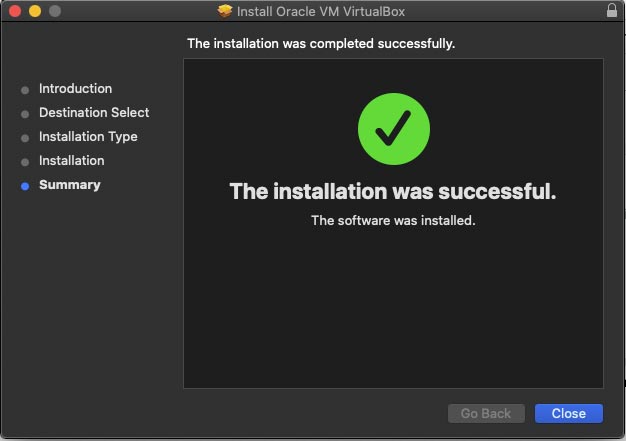 Install Oracle VM VirtualBox
The installation was completed successfully.
Introduction
Destination Select
Installation Type
Installation
Summary
The installation was successful.
The software was installed.
Go Back
Close